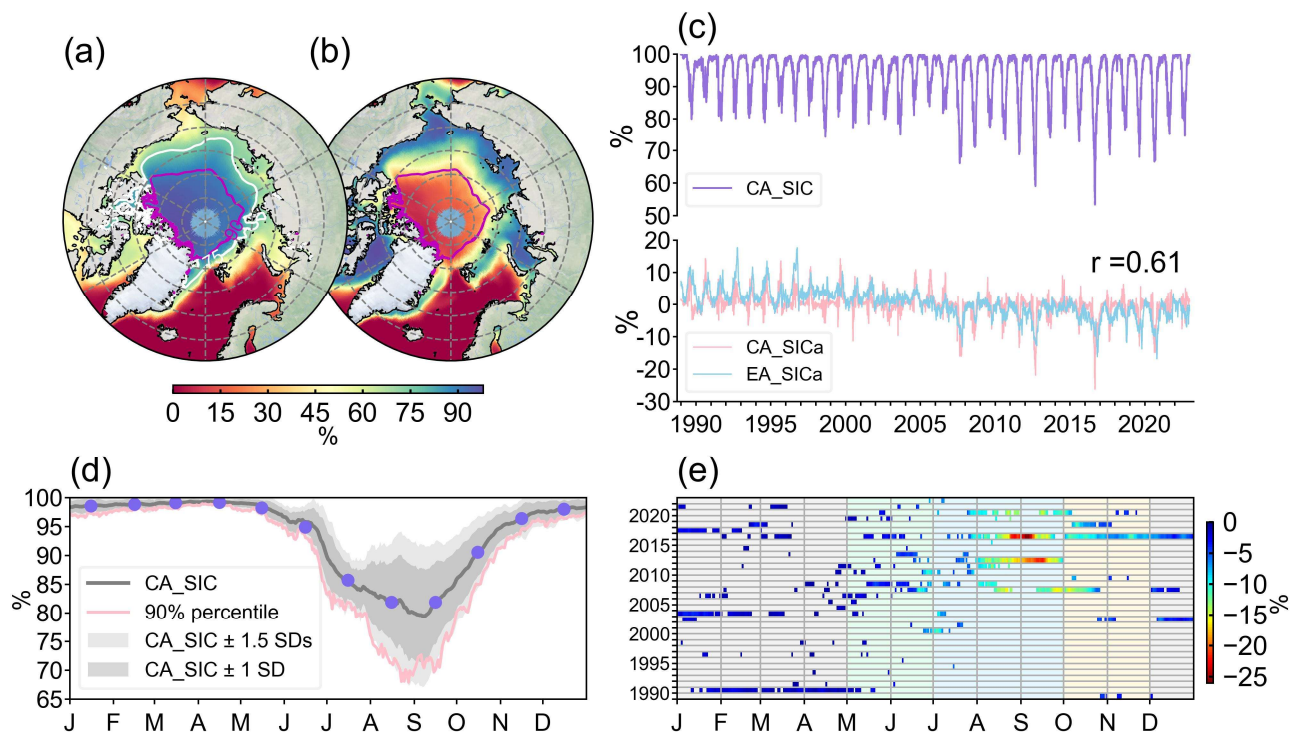 (a)
(b)
75
90
0 15 30 45 60 75 90
%
(c)
100
90
80
70
60
50
%
CA_SIC
20
10
0
-10
-20
-30
%
r =0.61
CA_SICa
EA_SICa
1990 1995 2000 2005 2010 2015 2020
(d)
100
95
90
85
80
75
70
65
%
CA_SIC
90% percentile
CA_SIC ± 1.5 SDs
CA_SIC ± 1 SD
J F M A M J J A S O N D
(e)
2020
2015
2010
2005
2000
1995
1990
J F M A M J J A S O N D
0
−5
−10
−15
−20
−25
%